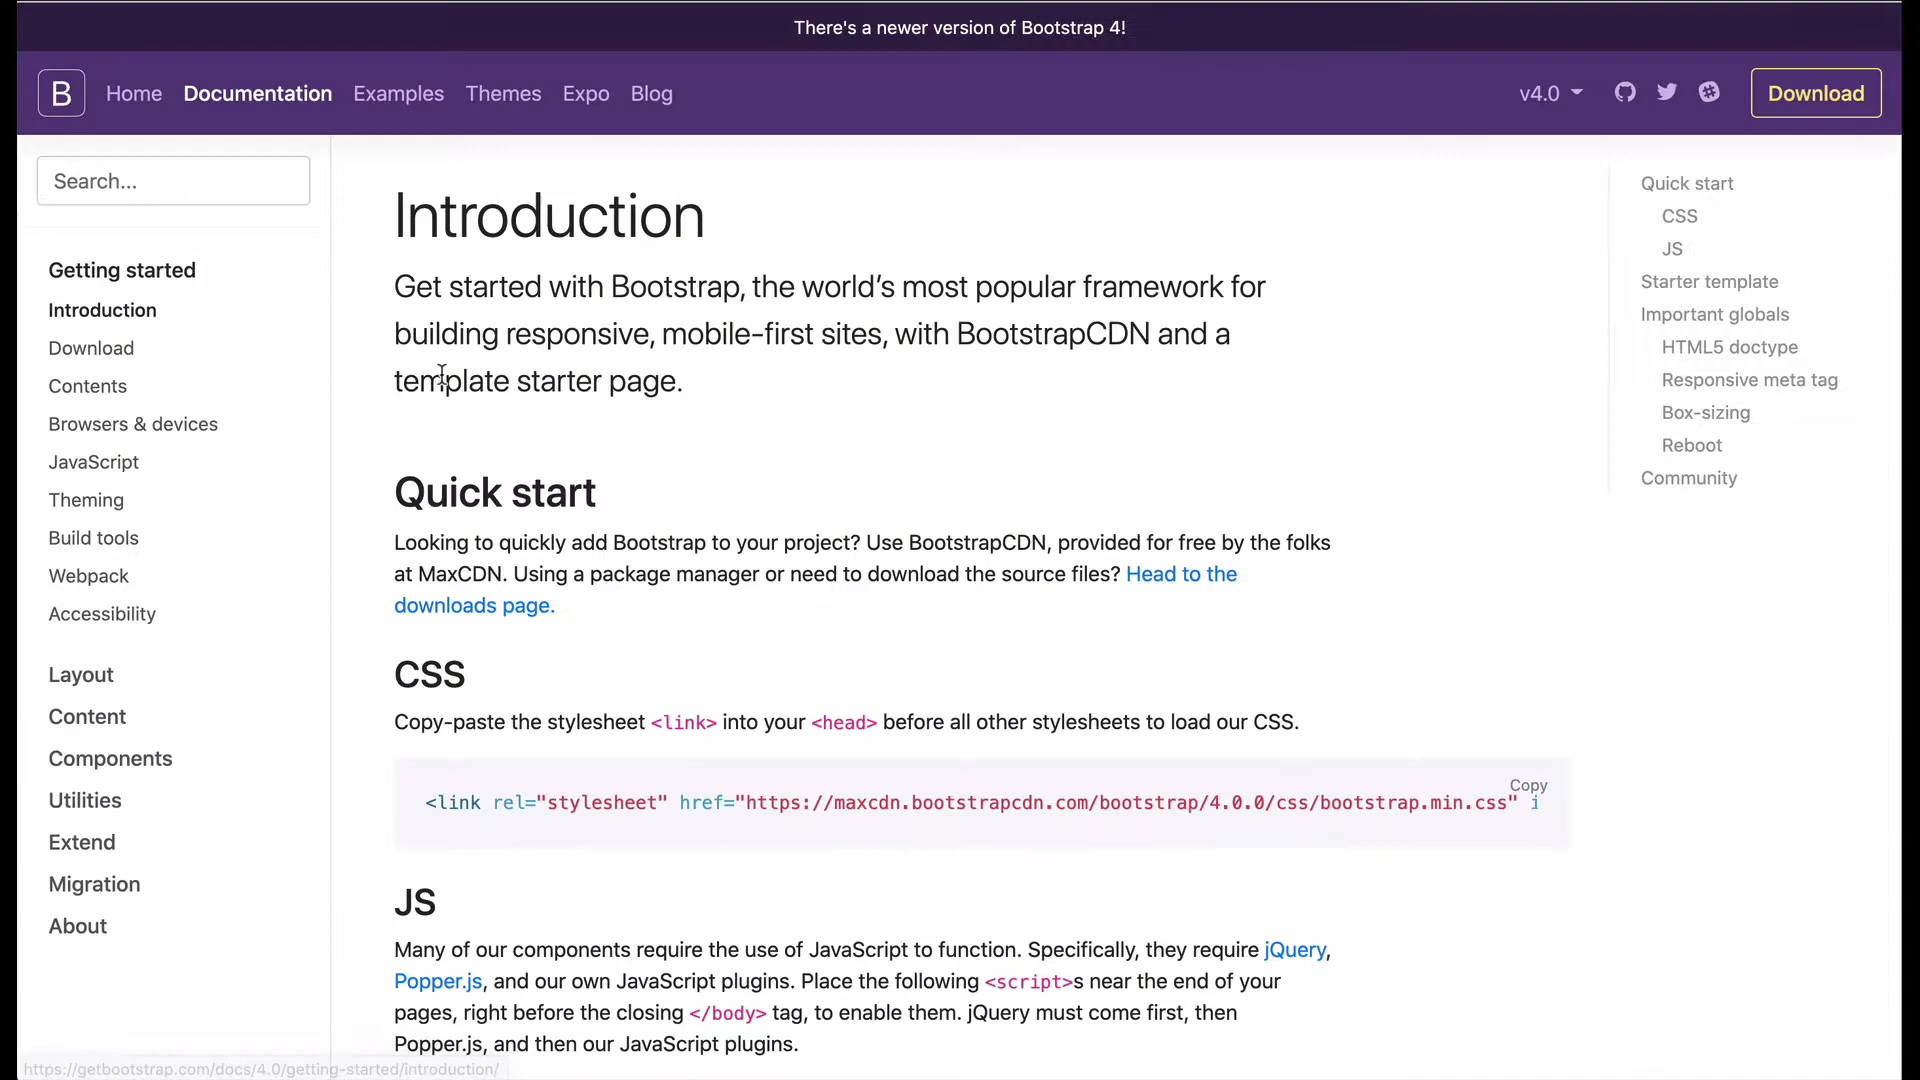 There's a newer version of Bootstrap 4!
B Home Documentation Examples Themes Expo Blog v4.0 Download
Search...
Getting started
Introduction
Download
Contents
Browsers & devices
JavaScript
Theming
Build tools
Webpack
Accessibility
Layout
Content
Components
Utilities
Extend
Migration
About
Introduction
Get started with Bootstrap, the world’s most popular framework for
building responsive, mobile-first sites, with BootstrapCDN and a
template starter page.
Quick start
Looking to quickly add Bootstrap to your project? Use BootstrapCDN, provided for free by the folks
at MaxCDN. Using a package manager or need to download the source files? Head to the
downloads page.
CSS
Copy-paste the stylesheet <link> into your <head> before all other stylesheets to load our CSS.
Copy
<link rel="stylesheet" href="https://maxcdn.bootstrapcdn.com/bootstrap/4.0.0/css/bootstrap.min.css" i
JS
Many of our components require the use of JavaScript to function. Specifically, they require jQuery,
Popper.js, and our own JavaScript plugins. Place the following <script>s near the end of your
pages, right before the closing </body> tag, to enable them. jQuery must come first, then
Popper.js, and then our JavaScript plugins.
Quick start
CSS
JS
Starter template
Important globals
HTML5 doctype
Responsive meta tag
Box-sizing
Reboot
Community
https://getbootstrap.com/docs/4.0/getting-started/introduction/